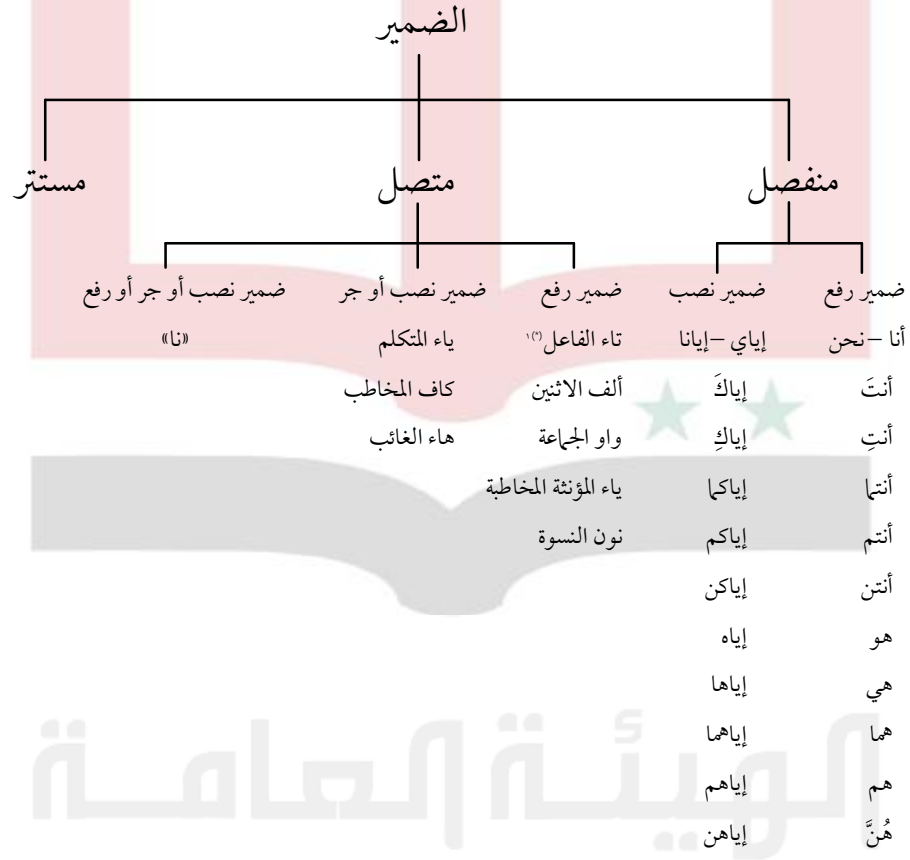 الضمير
منفصل متصل مستتر
ضمير رفع ضمير نصب ضمير رفع ضمير نصب أو جر ضمير نصب أو جر أو رفع
أنا – نحن إياي – إيانا تاء الفاعل(*)١ ياء المتكلم «نا»
أنتَ إياكَ ألف الاثنين كاف المخاطب
أنتِ إياكِ واو الجماعة هاء الغائب
أنتما إياكما ياء المؤنثة المخاطبة
أنتم إياكم نون النسوة
أنتن إياكن
هو إياه
هي إياها
هما إياهما
هم إياهم
هُنَّ إياهن
الهيئة العامة